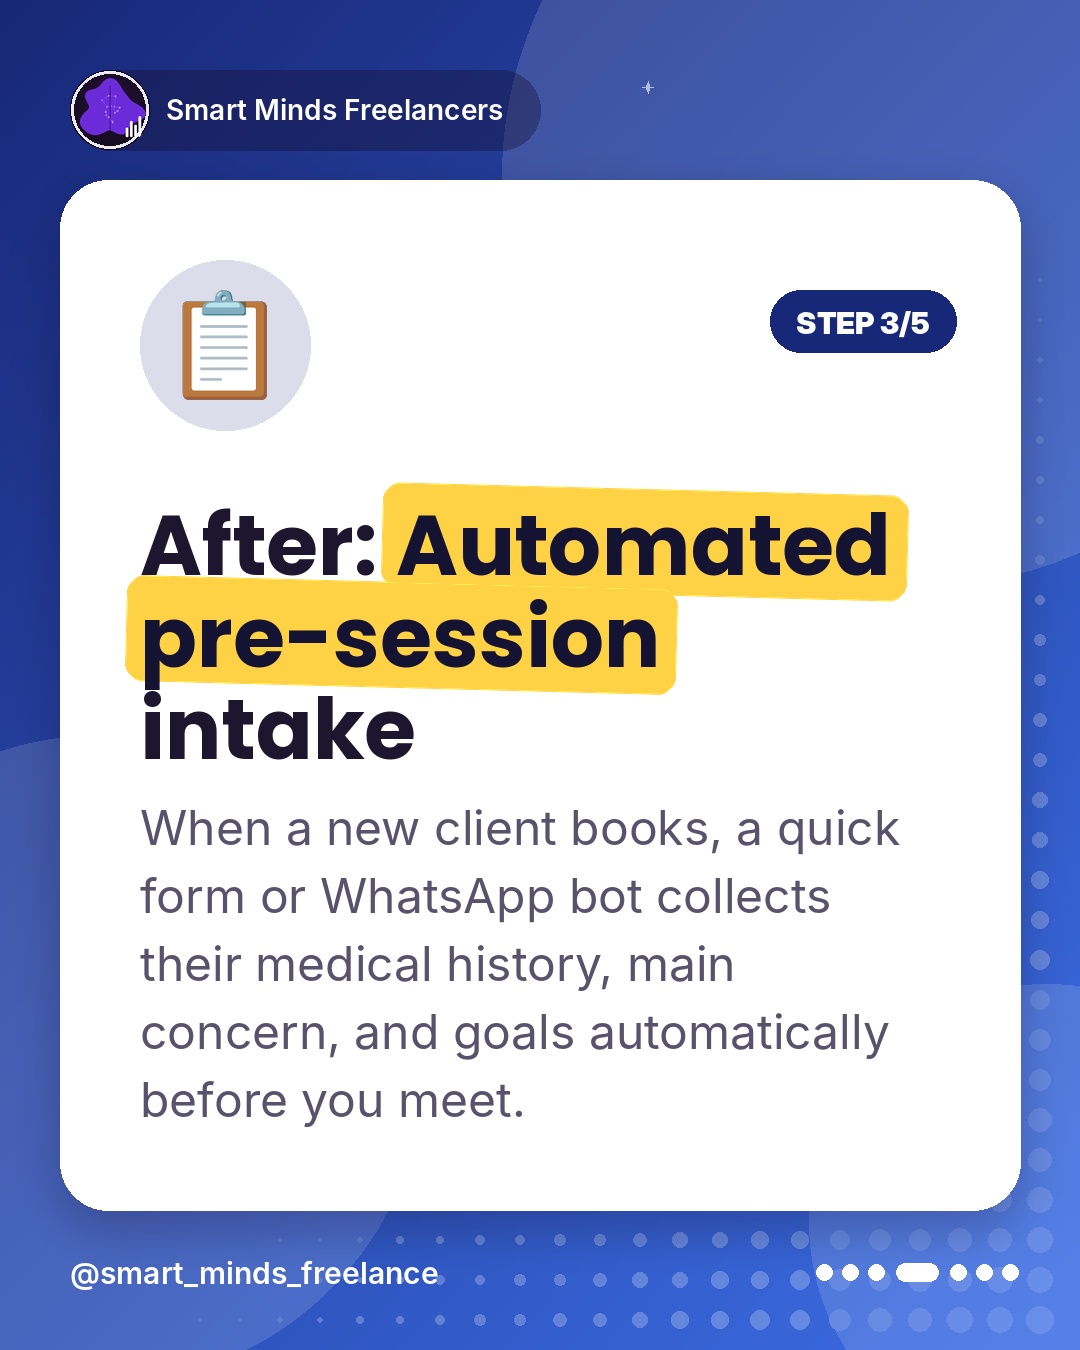 Smart Minds Freelancers
STEP 3/5
After: Automated
pre-session
intake
When a new client books, a quick
form or WhatsApp bot collects
their medical history, main
concern, and goals automatically
before you meet.
@smart_minds_freelance